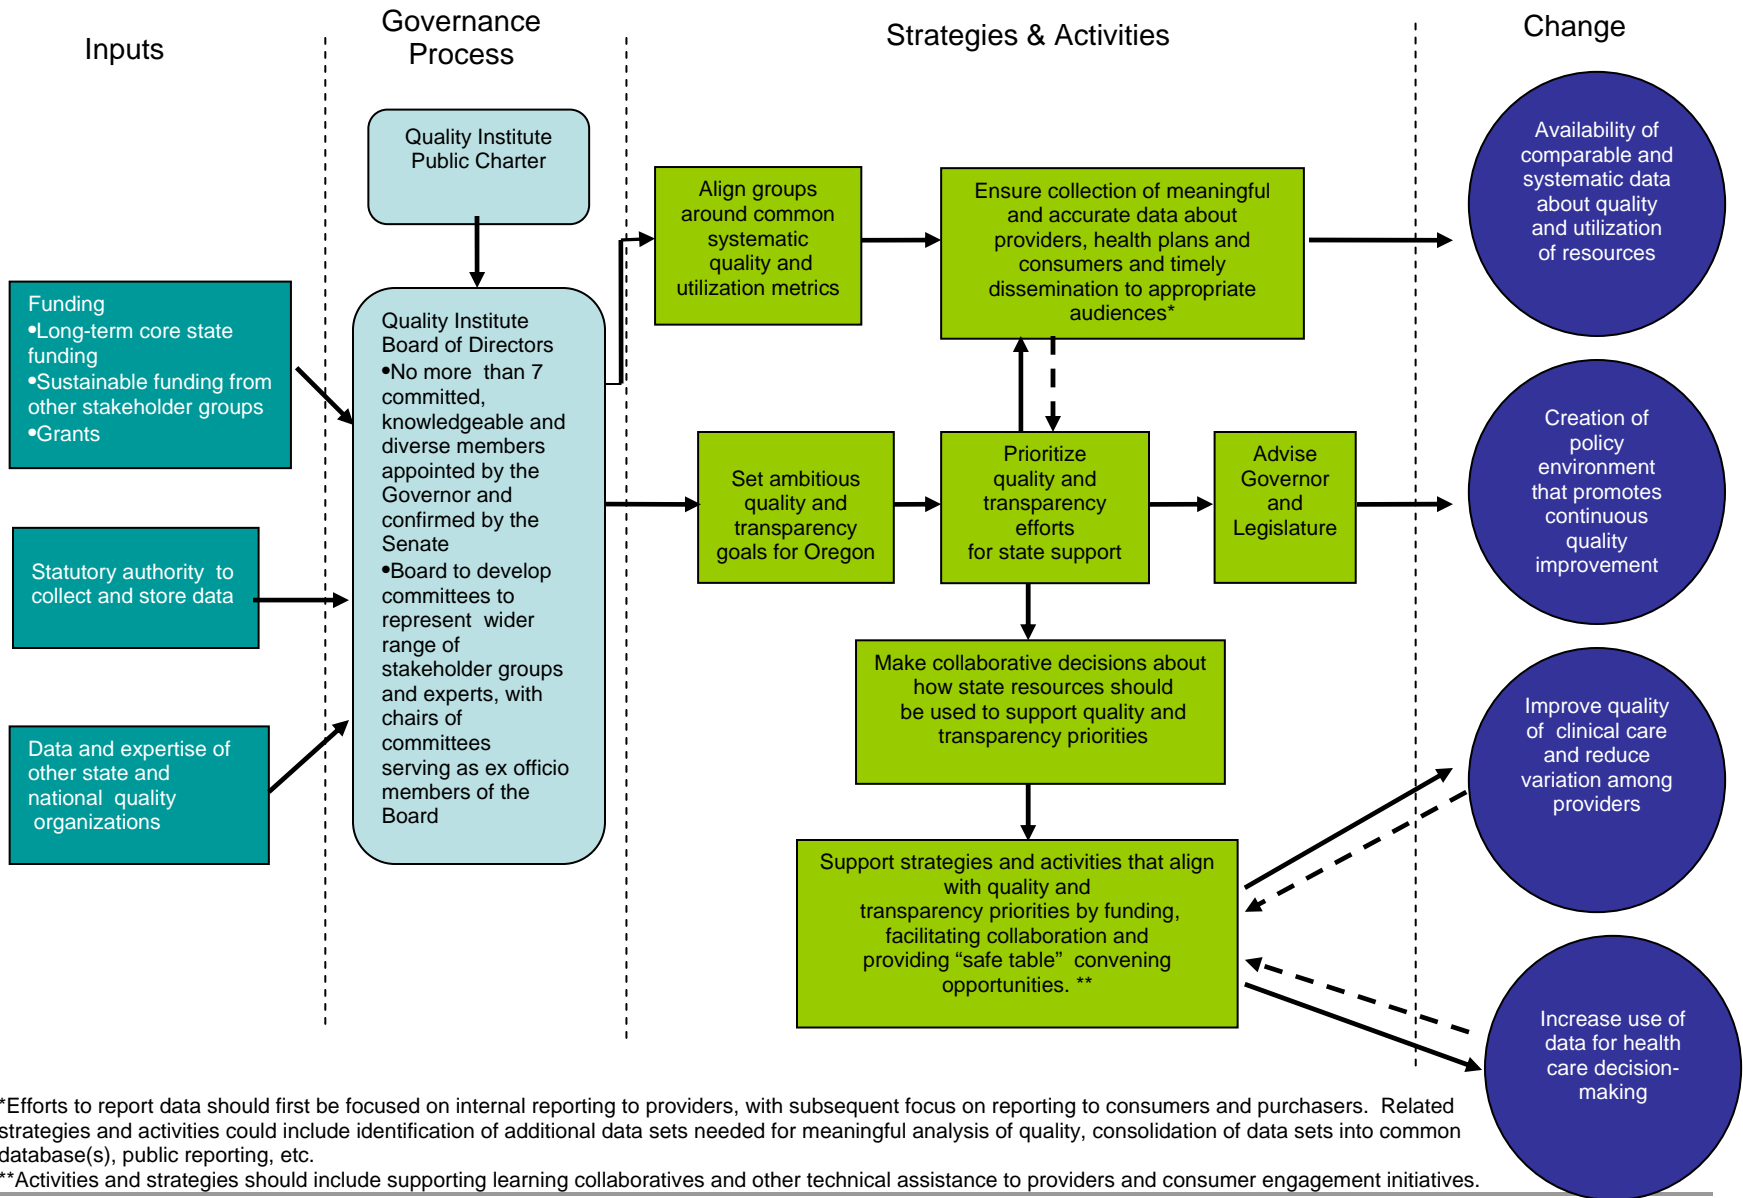 Inputs
Governance
Process
Strategies & Activities
Change
Funding
•Long-term core state
funding
•Sustainable funding from
other stakeholder groups
•Grants
Statutory authority to
collect and store data
Data and expertise of
other state and
national quality
organizations
Quality Institute
Public Charter
Quality Institute
Board of Directors
•No more than 7
committed,
knowledgeable and
diverse members
appointed by the
Governor and
confirmed by the
Senate
•Board to develop
committees to
represent wider
range of
stakeholder groups
and experts, with
chairs of
committees
serving as ex officio
members of the
Board
Align groups
around common
systematic
quality and
utilization metrics
Ensure collection of meaningful
and accurate data about
providers, health plans and
consumers and timely
dissemination to appropriate
audiences*
Set ambitious
quality and
transparency
goals for Oregon
Prioritize
quality and
transparency
efforts
for state support
Advise
Governor
and
Legislature
Make collaborative decisions about
how state resources should
be used to support quality and
transparency priorities
Support strategies and activities that align
with quality and
transparency priorities by funding,
facilitating collaboration and
providing “safe table” convening
opportunities. **
Availability of
comparable and
systematic data
about quality
and utilization
of resources
Creation of
policy
environment
that promotes
continuous
quality
improvement
Improve quality
of clinical care
and reduce
variation among
providers
Increase use of
data for health
care decision-
making
*Efforts to report data should first be focused on internal reporting to providers, with subsequent focus on reporting to consumers and purchasers. Related
strategies and activities could include identification of additional data sets needed for meaningful analysis of quality, consolidation of data sets into common
database(s), public reporting, etc.
**Activities and strategies should include supporting learning collaboratives and other technical assistance to providers and consumer engagement initiatives.